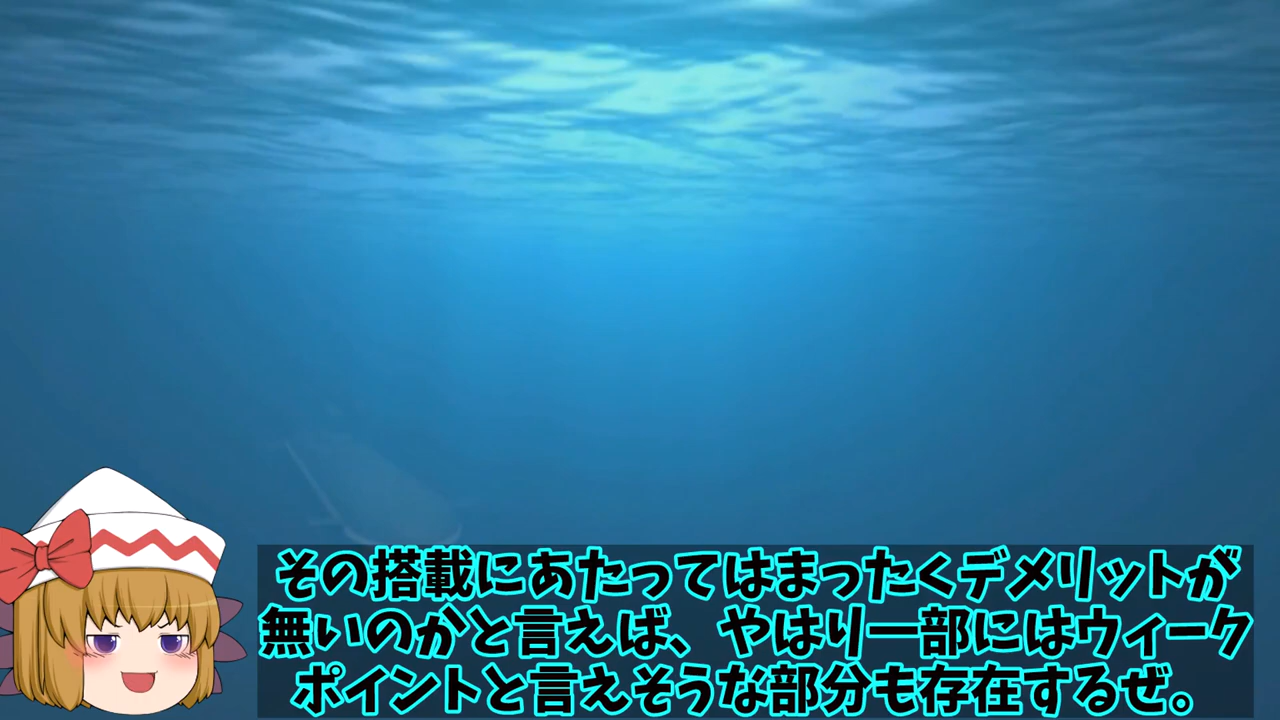 その搭載にあたってはまったくデメリットが
無いのかと言えば、やはり一部にはウィーク
ポイントと言えそうな部分も存在するぜ。